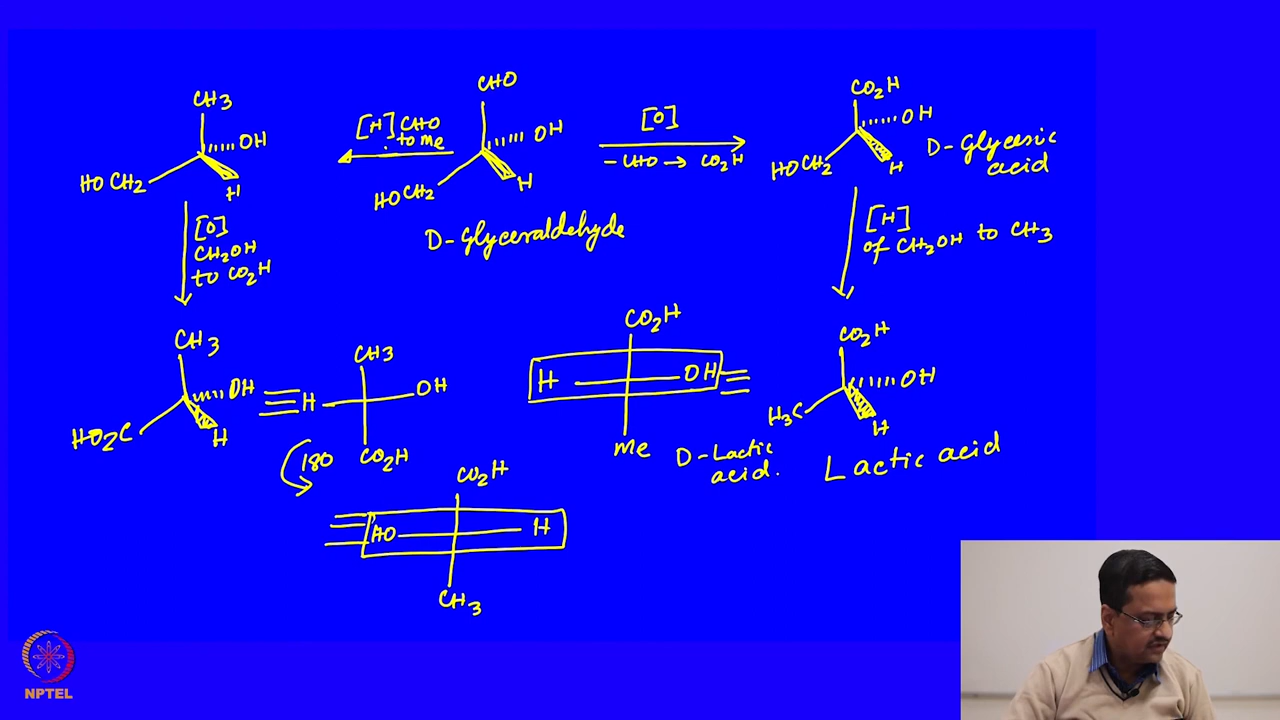 CH3
OH
HOCH2
H
[H] CHO
to me
CHO
OH
HOCH2
H
D-Glyceraldehyde
[O]
-CHO → CO2H
CO2H
OH
HOCH2
H
D-Glyceric
acid
[O]
CH2OH
to CO2H
[H]
of CH2OH to CH3
CH3
OH
HO2C
H
CH3
H
OH
CO2H
180
CO2H
HO
H
CH3
CO2H
H
OH
me
D-Lactic
acid.
CO2H
OH
H3C
H
Lactic acid
NPTEL